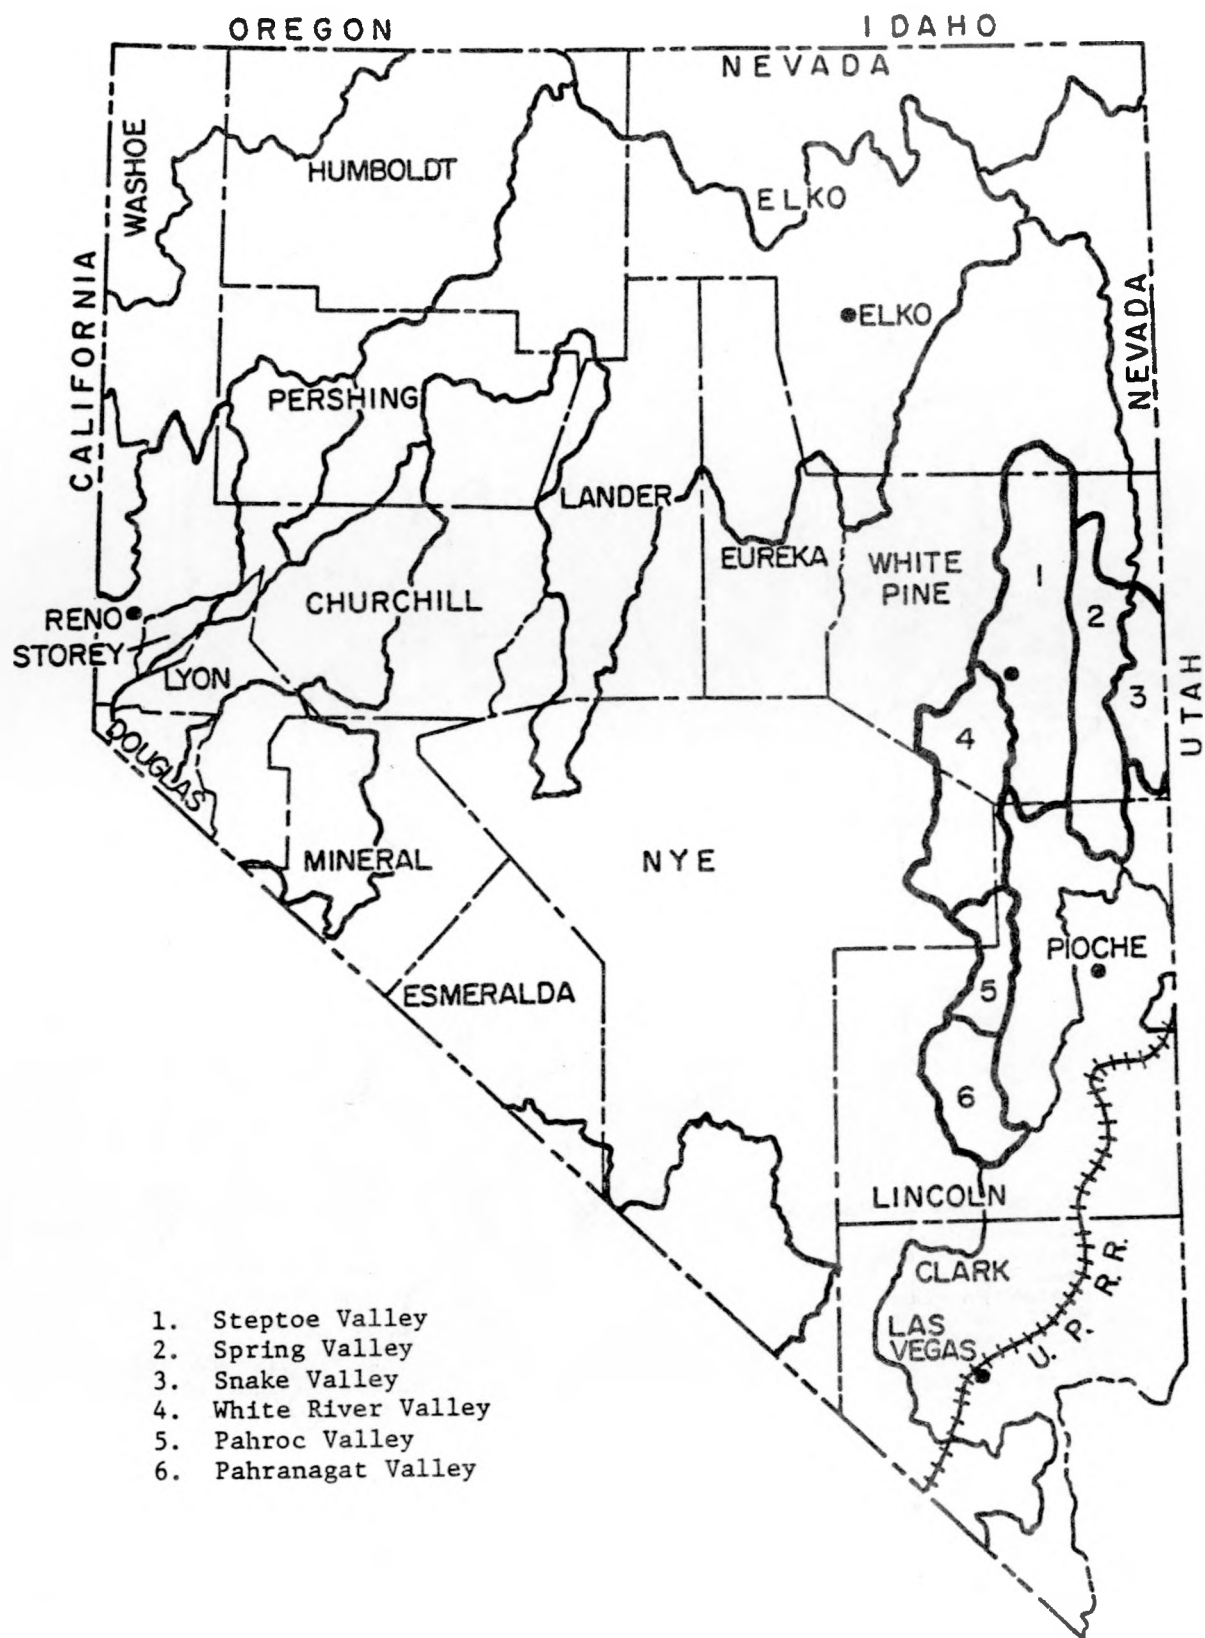 OREGON
IDAHO
NEVADA
WASHOE
HUMBOLDT
ELKO
CALIFORNIA
ELKO
NEVADA
PERSHING
LANDER
EUREKA
WHITE
PINE
1
2
3
UTAH
CHURCHILL
RENO
STOREY
LYON
DOUGLAS
4
MINERAL
NYE
PIOCHE
ESMERALDA
5
6
LINCOLN
CLARK
LAS
VEGAS
U. P. R. R.
1. Steptoe Valley
2. Spring Valley
3. Snake Valley
4. White River Valley
5. Pahroc Valley
6. Pahranagat Valley